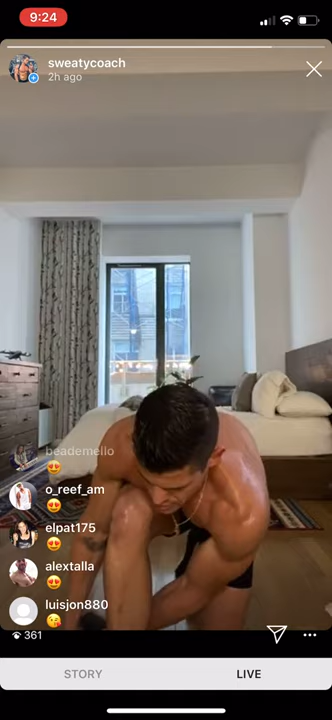 9:24
sweatycoach
2h ago
beademello
o_reef_am
elpat175
alextalla
luisjon880
361
STORY
LIVE